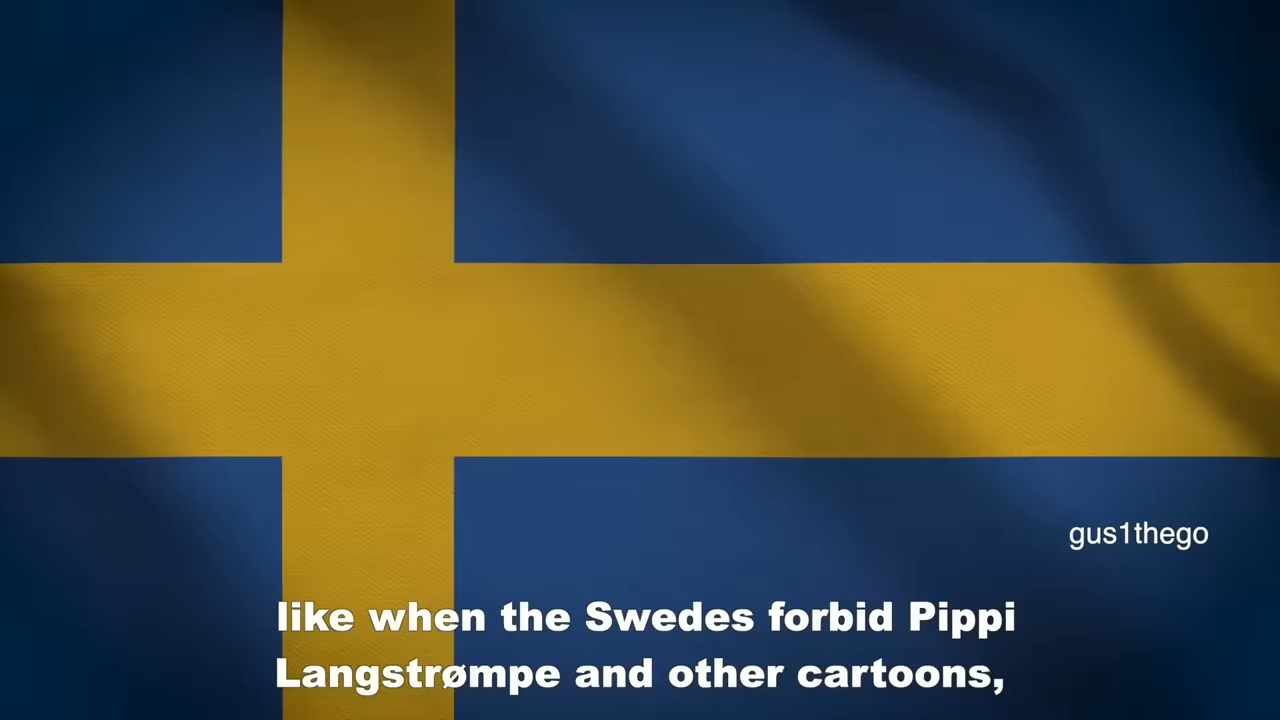 gus1thego
like when the Swedes forbid Pippi
Langstrømpe and other cartoons,